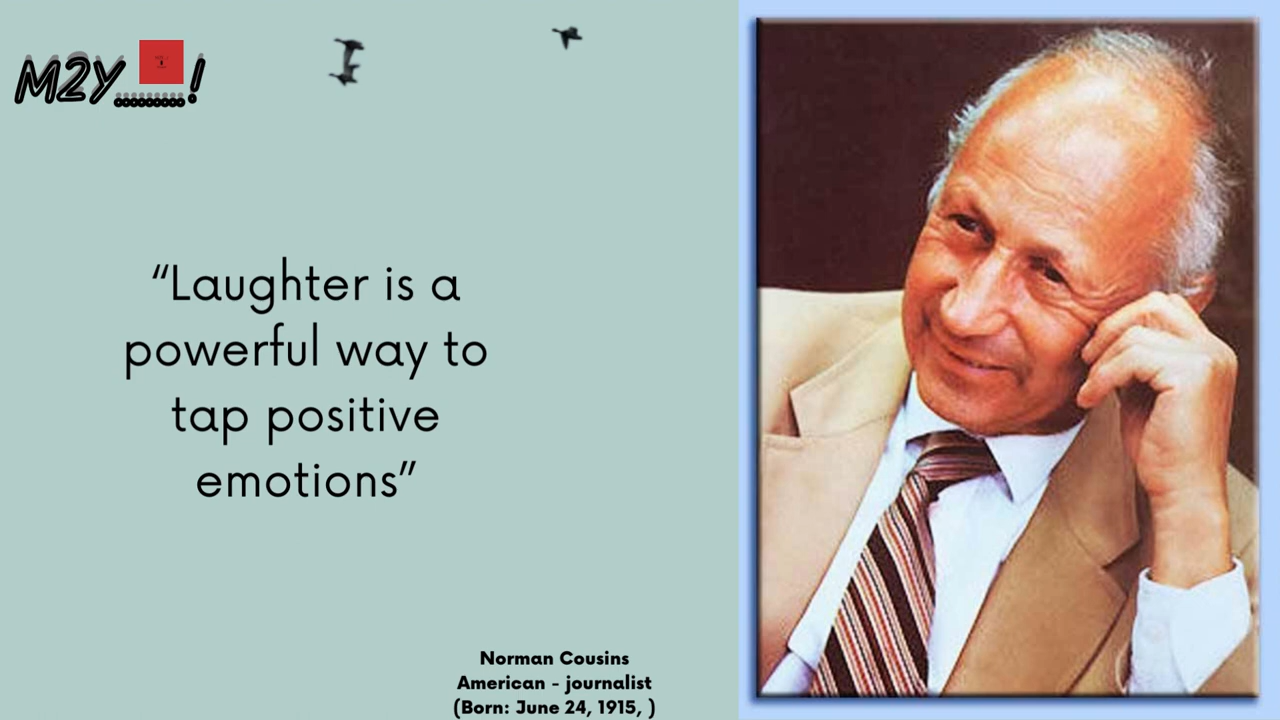 M2Y.........!
“Laughter is a
powerful way to
tap positive
emotions”
Norman Cousins
American - journalist
(Born: June 24, 1915, )